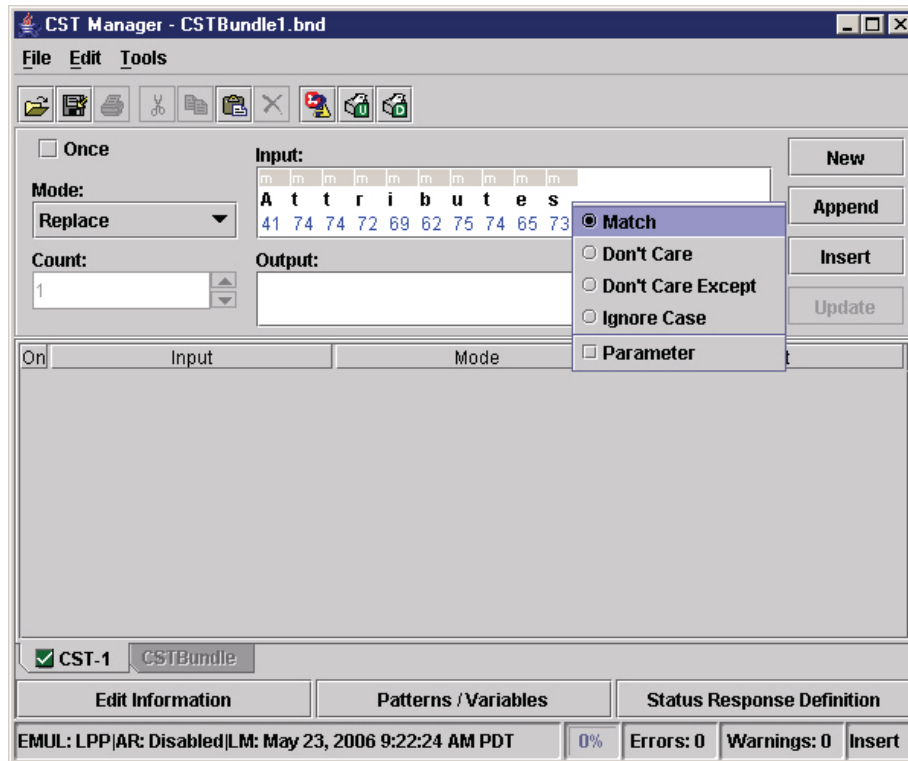 CST Manager - CSTBundle1.bnd
File Edit Tools
Once
Input:
New
m m m m m m m m m m
Mode:
A t t r i b u t e s
Replace
41 74 74 72 69 62 75 74 65 73
Match
Append
Don't Care
Count:
Output:
Insert
1
Don't Care Except
Ignore Case
Update
Parameter
On Input Mode t
CST-1 CSTBundle
Edit Information Patterns / Variables Status Response Definition
EMUL: LPP|AR: Disabled|LM: May 23, 2006 9:22:24 AM PDT 0% Errors: 0 Warnings: 0 Insert